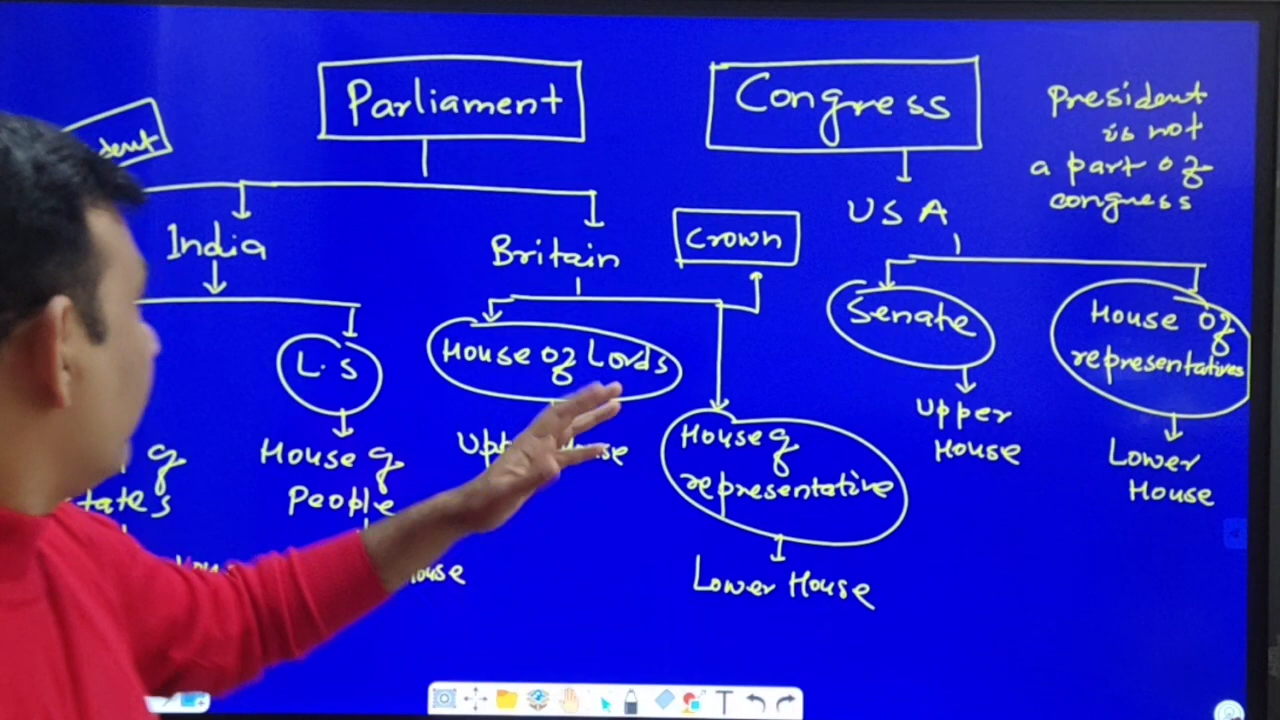 Parliament
Congress
President
is not
a part of
congress
India
Britain
Crown
USA
L.S
House of Lords
Senate
House of
representatives
House of
People
House of
representative
Upper
House
Lower
House
Lower House